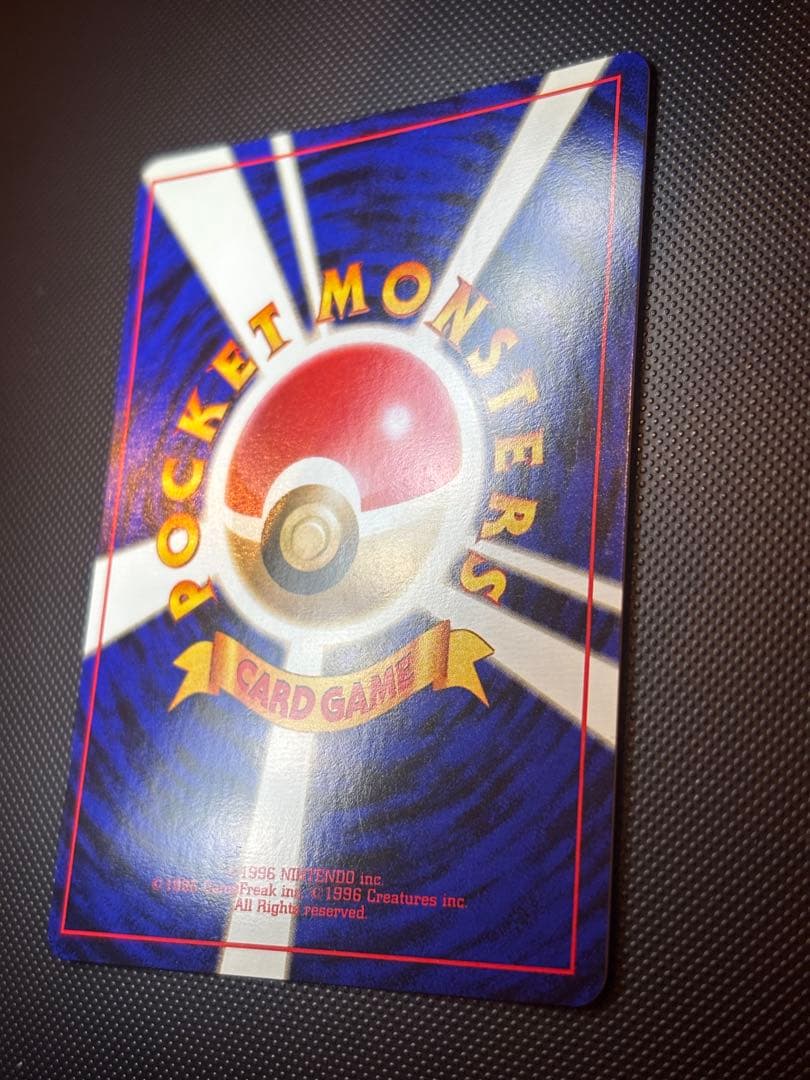 POCKET MONSTERS
CARD GAME
©1996 NINTENDO inc.
©1996 GameFreak inc. ©1996 Creatures inc.
All Rights reserved.